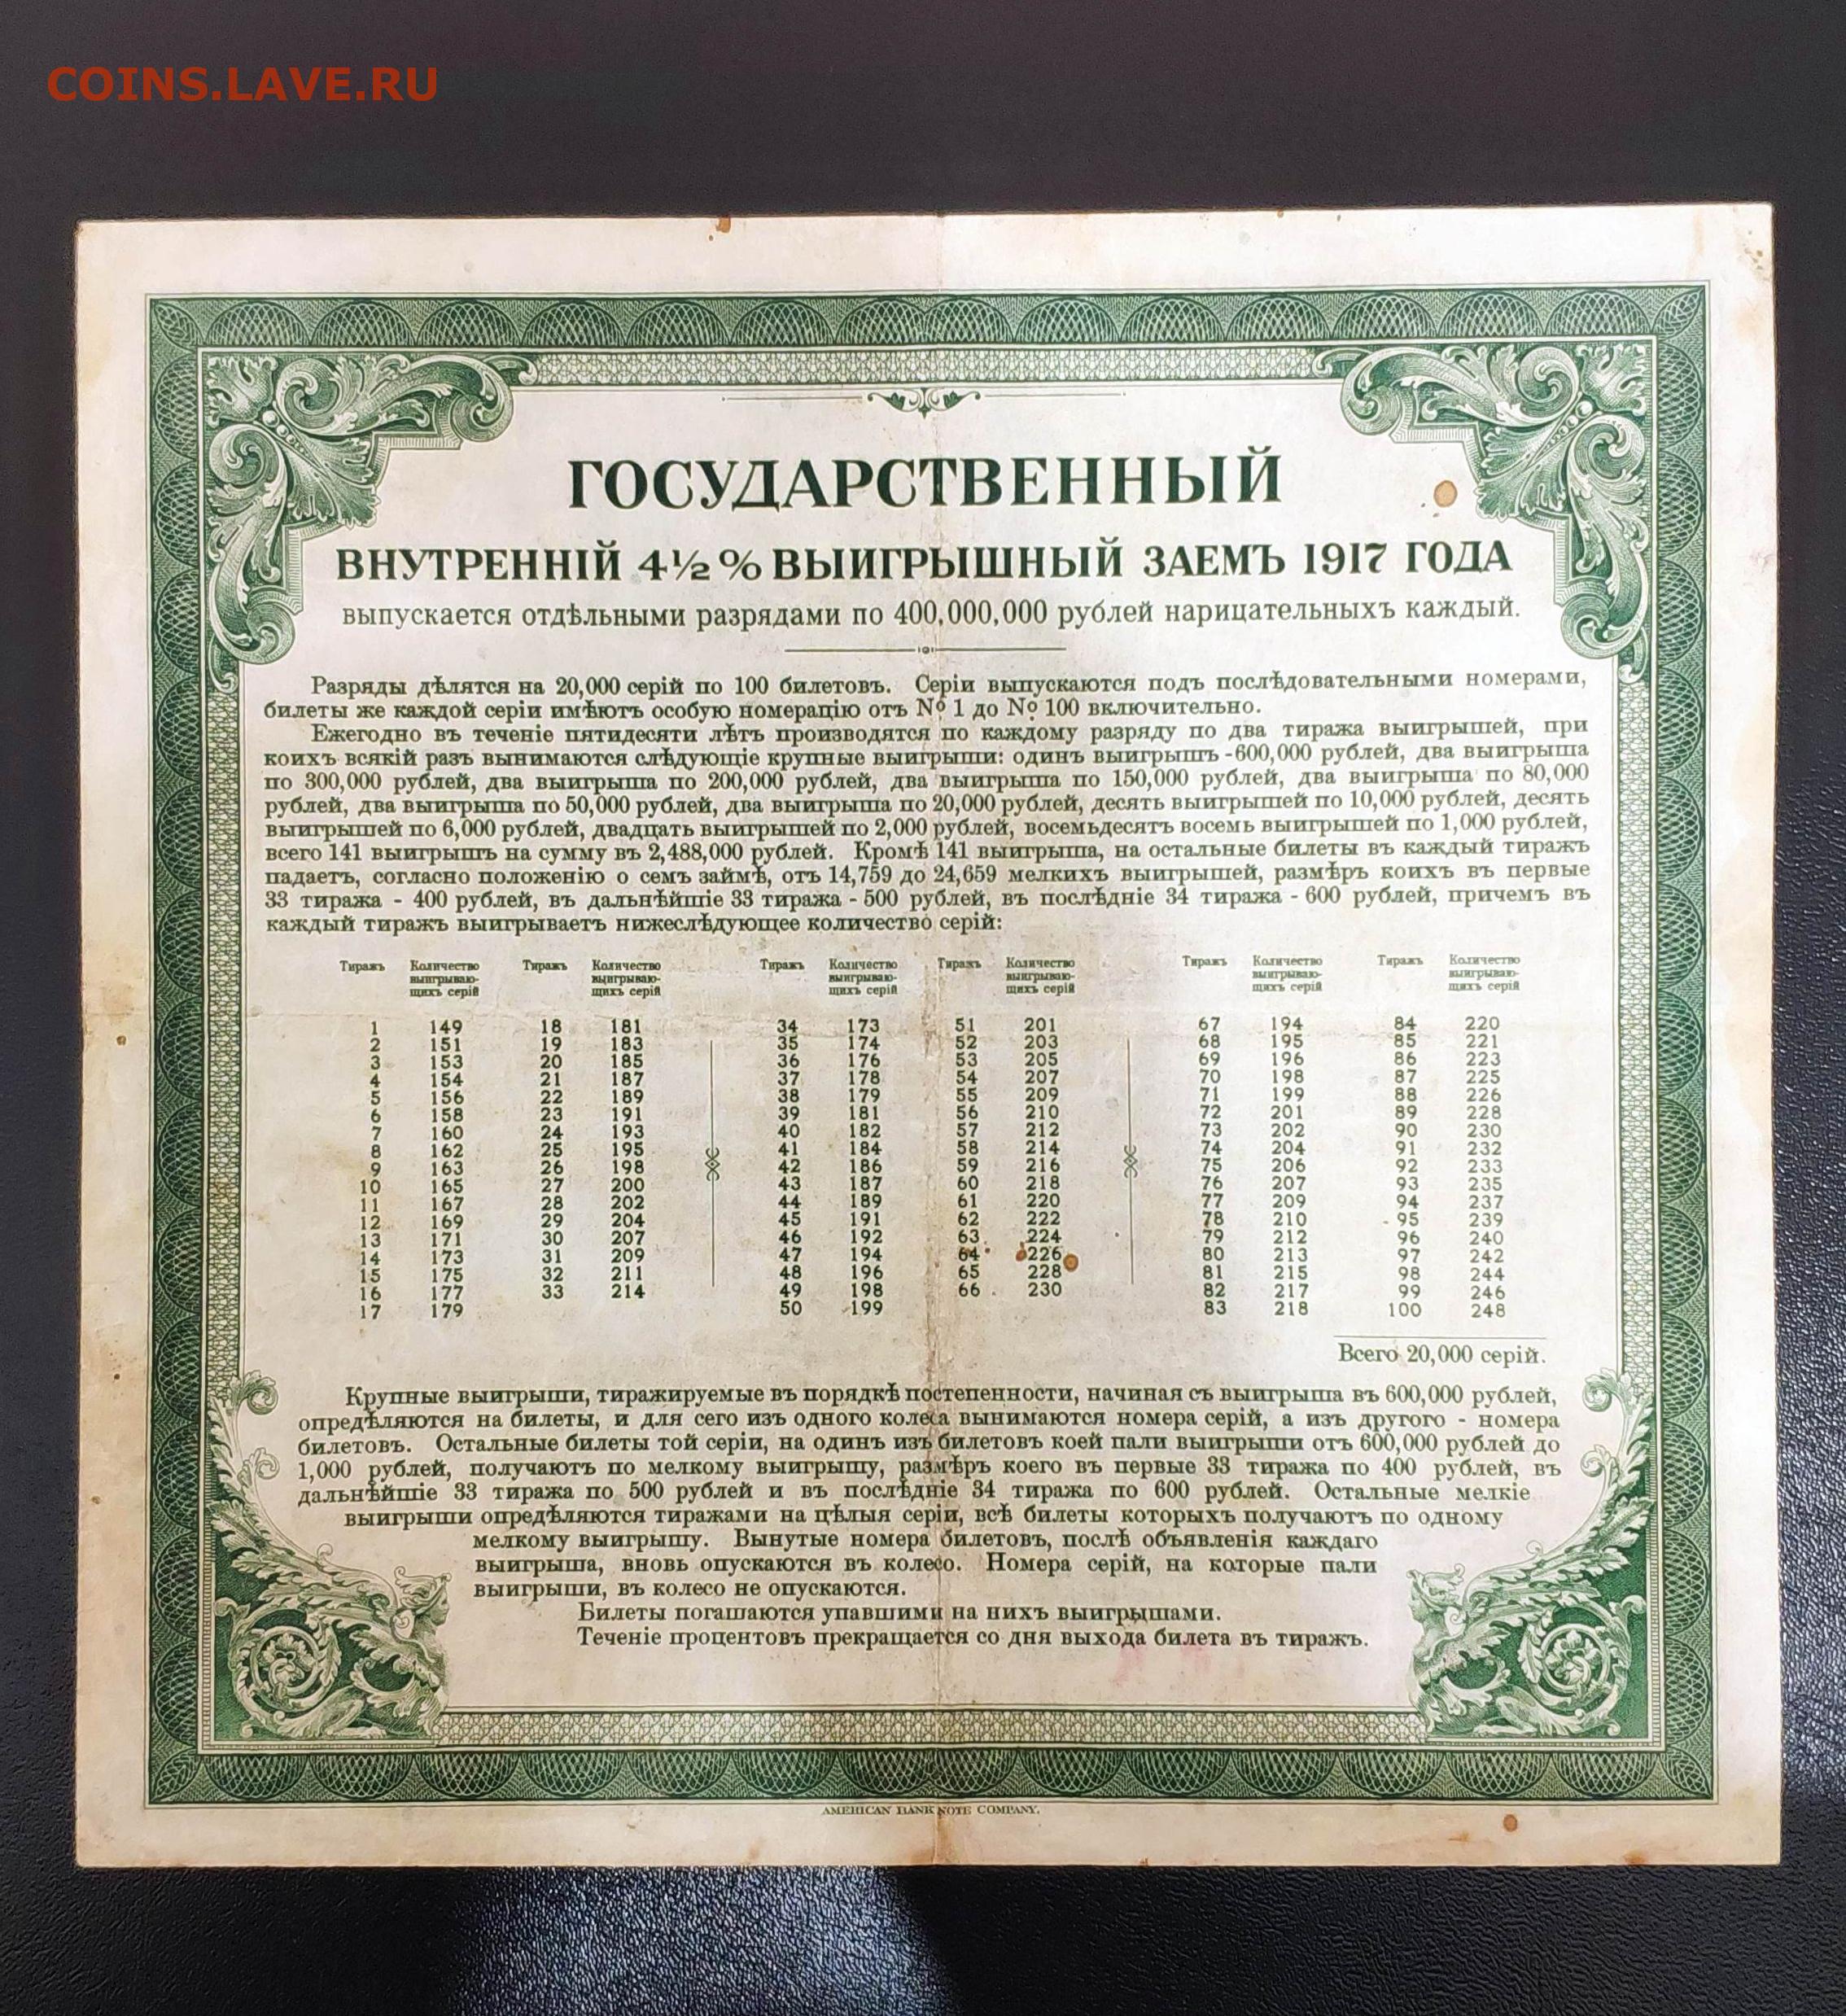 COINS.LAVE.RU
ГОСУДАРСТВЕННЫЙ
ВНУТРЕННІЙ 4½% ВЫИГРЫШНЫЙ ЗАЕМЪ 1917 ГОДА
выпускается отдѣльными разрядами по 400,000,000 рублей нарицательныхъ каждый.
Разряды дѣлятся на 20,000 серій по 100 билетовъ. Серіи выпускаются подъ послѣдовательными номерами,
билеты же каждой серіи имѣютъ особую номерацію отъ № 1 до № 100 включительно.
Ежегодно въ теченіе пятидесяти лѣтъ производятся по каждому разряду по два тиража выигрышей, при
коихъ всякій разъ вынимаются слѣдующіе крупные выигрыши: одинъ выигрышъ -600,000 рублей, два выигрыша
по 300,000 рублей, два выигрыша по 200,000 рублей, два выигрыша по 150,000 рублей, два выигрыша по 80,000
рублей, два выигрыша по 50,000 рублей, два выигрыша по 20,000 рублей, десять выигрышей по 10,000 рублей, десять
выигрышей по 6,000 рублей, двадцать выигрышей по 2,000 рублей, восемьдесятъ восемь выигрышей по 1,000 рублей,
всего 141 выигрышъ на сумму въ 2,488,000 рублей. Кромѣ 141 выигрыша, на остальные билеты въ каждый тиражъ
падаетъ, согласно положенію о семъ займѣ, отъ 14,759 до 24,659 мелкихъ выигрышей, размѣръ коихъ въ первые
33 тиража - 400 рублей, въ дальнѣйшіе 33 тиража - 500 рублей, въ послѣдніе 34 тиража - 600 рублей, причемъ въ
каждый тиражъ выигрываетъ нижеслѣдующее количество серій:
Тиражъ Количество Тиражъ Количество Тиражъ Количество Тиражъ Количество Тиражъ Количество Тиражъ Количество
выигрываю- выигрываю- выигрываю- выигрываю- выигрываю- выигрываю-
щихъ серій щихъ серій щихъ серій щихъ серій щихъ серій щихъ серій
1 149 18 181 34 173 51 201 67 194 84 220
2 151 19 183 35 174 52 203 68 195 85 221
3 153 20 185 36 176 53 205 69 196 86 223
4 154 21 187 37 178 54 207 70 198 87 225
5 156 22 189 38 179 55 209 71 199 88 226
6 158 23 191 39 181 56 210 72 201 89 228
7 160 24 193 40 182 57 212 73 202 90 230
8 162 25 195 41 184 58 214 74 204 91 232
9 163 26 198 42 186 59 216 75 206 92 233
10 165 27 200 43 187 60 218 76 207 93 235
11 167 28 202 44 189 61 220 77 209 94 237
12 169 29 204 45 191 62 222 78 210 95 239
13 171 30 207 46 192 63 224 79 212 96 240
14 173 31 209 47 194 64 226 80 213 97 242
15 175 32 211 48 196 65 228 81 215 98 244
16 177 33 214 49 198 66 230 82 217 99 246
17 179 50 199 83 218 100 248
Всего 20,000 серій.
Крупные выигрыши, тиражируемые въ порядкѣ постепенности, начиная съ выигрыша въ 600,000 рублей,
опредѣляются на билеты, и для сего изъ одного колеса вынимаются номера серій, а изъ другого - номера
билетовъ. Остальные билеты той серіи, на одинъ изъ билетовъ коей пали выигрыши отъ 600,000 рублей до
1,000 рублей, получаютъ по мелкому выигрышу, размѣръ коего въ первые 33 тиража по 400 рублей, въ
дальнѣйшіе 33 тиража по 500 рублей и въ послѣдніе 34 тиража по 600 рублей. Остальные мелкіе
выигрыши опредѣляются тиражами на цѣлыя серіи, всѣ билеты которыхъ получаютъ по одному
мелкому выигрышу. Вынутые номера билетовъ, послѣ объявленія каждаго
выигрыша, вновь опускаются въ колесо. Номера серій, на которые пали
выигрыши, въ колесо не опускаются.
Билеты погашаются упавшими на нихъ выигрышами.
Теченіе процентовъ прекращается со дня выхода билета въ тиражъ.
AMERICAN BANK NOTE COMPANY.